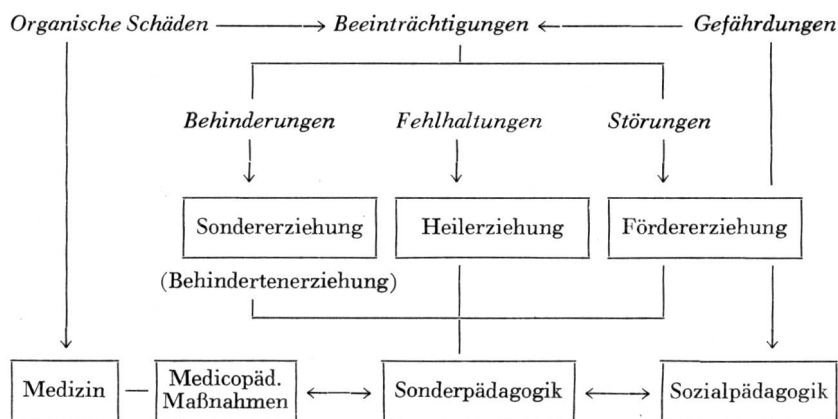 Organische Schäden Beeinträchtigungen Gefährdungen
Behinderungen Fehlhaltungen Störungen
Sondererziehung Heilerziehung Fördererziehung
(Behindertenerziehung)
Medizin — Medicopäd. Maßnahmen Sonderpädagogik Sozialpädagogik